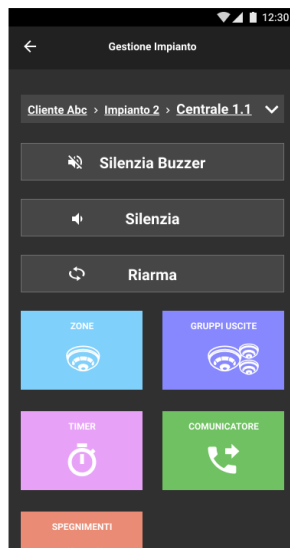 12:30
Gestione Impianto
Cliente Abc › Impianto 2 › Centrale 1.1
Silenzia Buzzer
Silenzia
Riarma
ZONE
GRUPPI USCITE
TIMER
COMUNICATORE
SPEGNIMENTI